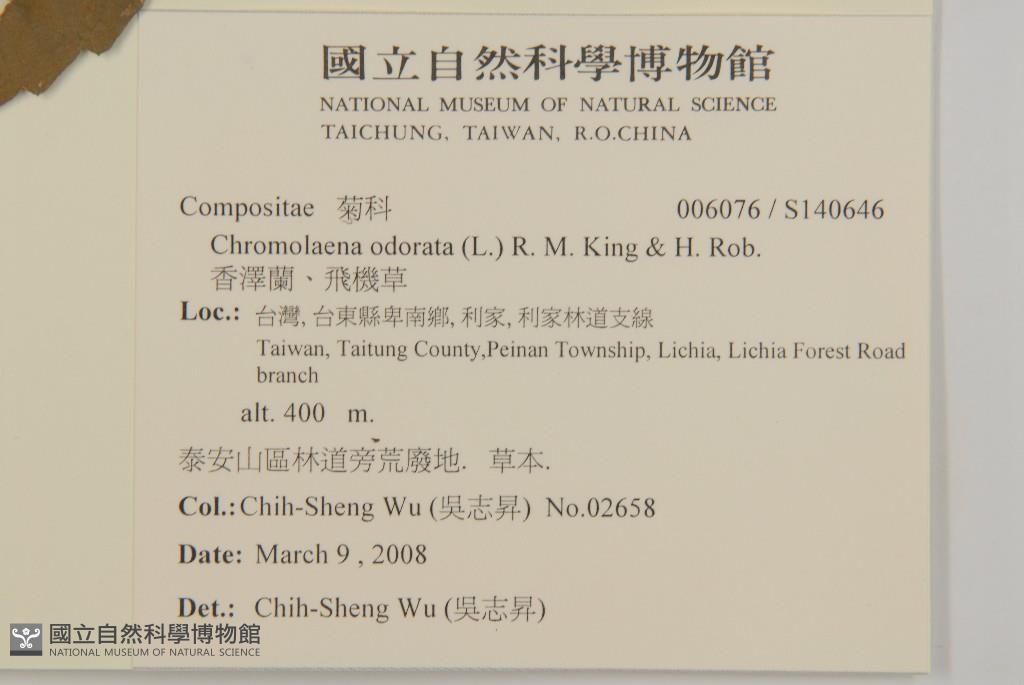 國立自然科學博物館
NATIONAL MUSEUM OF NATURAL SCIENCE
TAICHUNG, TAIWAN, R.O.CHINA
Compositae 菊科 006076 / S140646
Chromolaena odorata (L.) R. M. King & H. Rob.
香澤蘭、飛機草
Loc.: 台灣, 台東縣卑南鄉, 利家, 利家林道支線
Taiwan, Taitung County,Peinan Township, Lichia, Lichia Forest Road
branch
alt. 400 m.
泰安山區林道旁荒廢地. 草本.
Col.: Chih-Sheng Wu (吳志昇) No.02658
Date: March 9 , 2008
Det.: Chih-Sheng Wu (吳志昇)
國立自然科學博物館
NATIONAL MUSEUM OF NATURAL SCIENCE